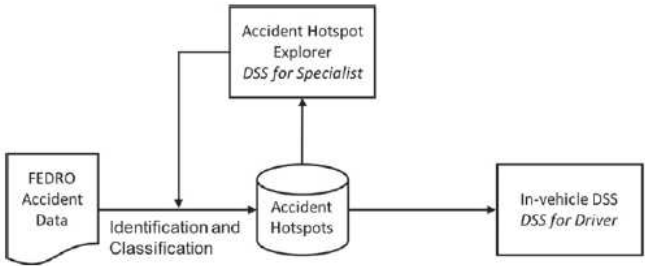 Accident Hotspot
Explorer
DSS for Specialist
FEDRO
Accident
Data
Identification and
Classification
Accident
Hotspots
In-vehicle DSS
DSS for Driver